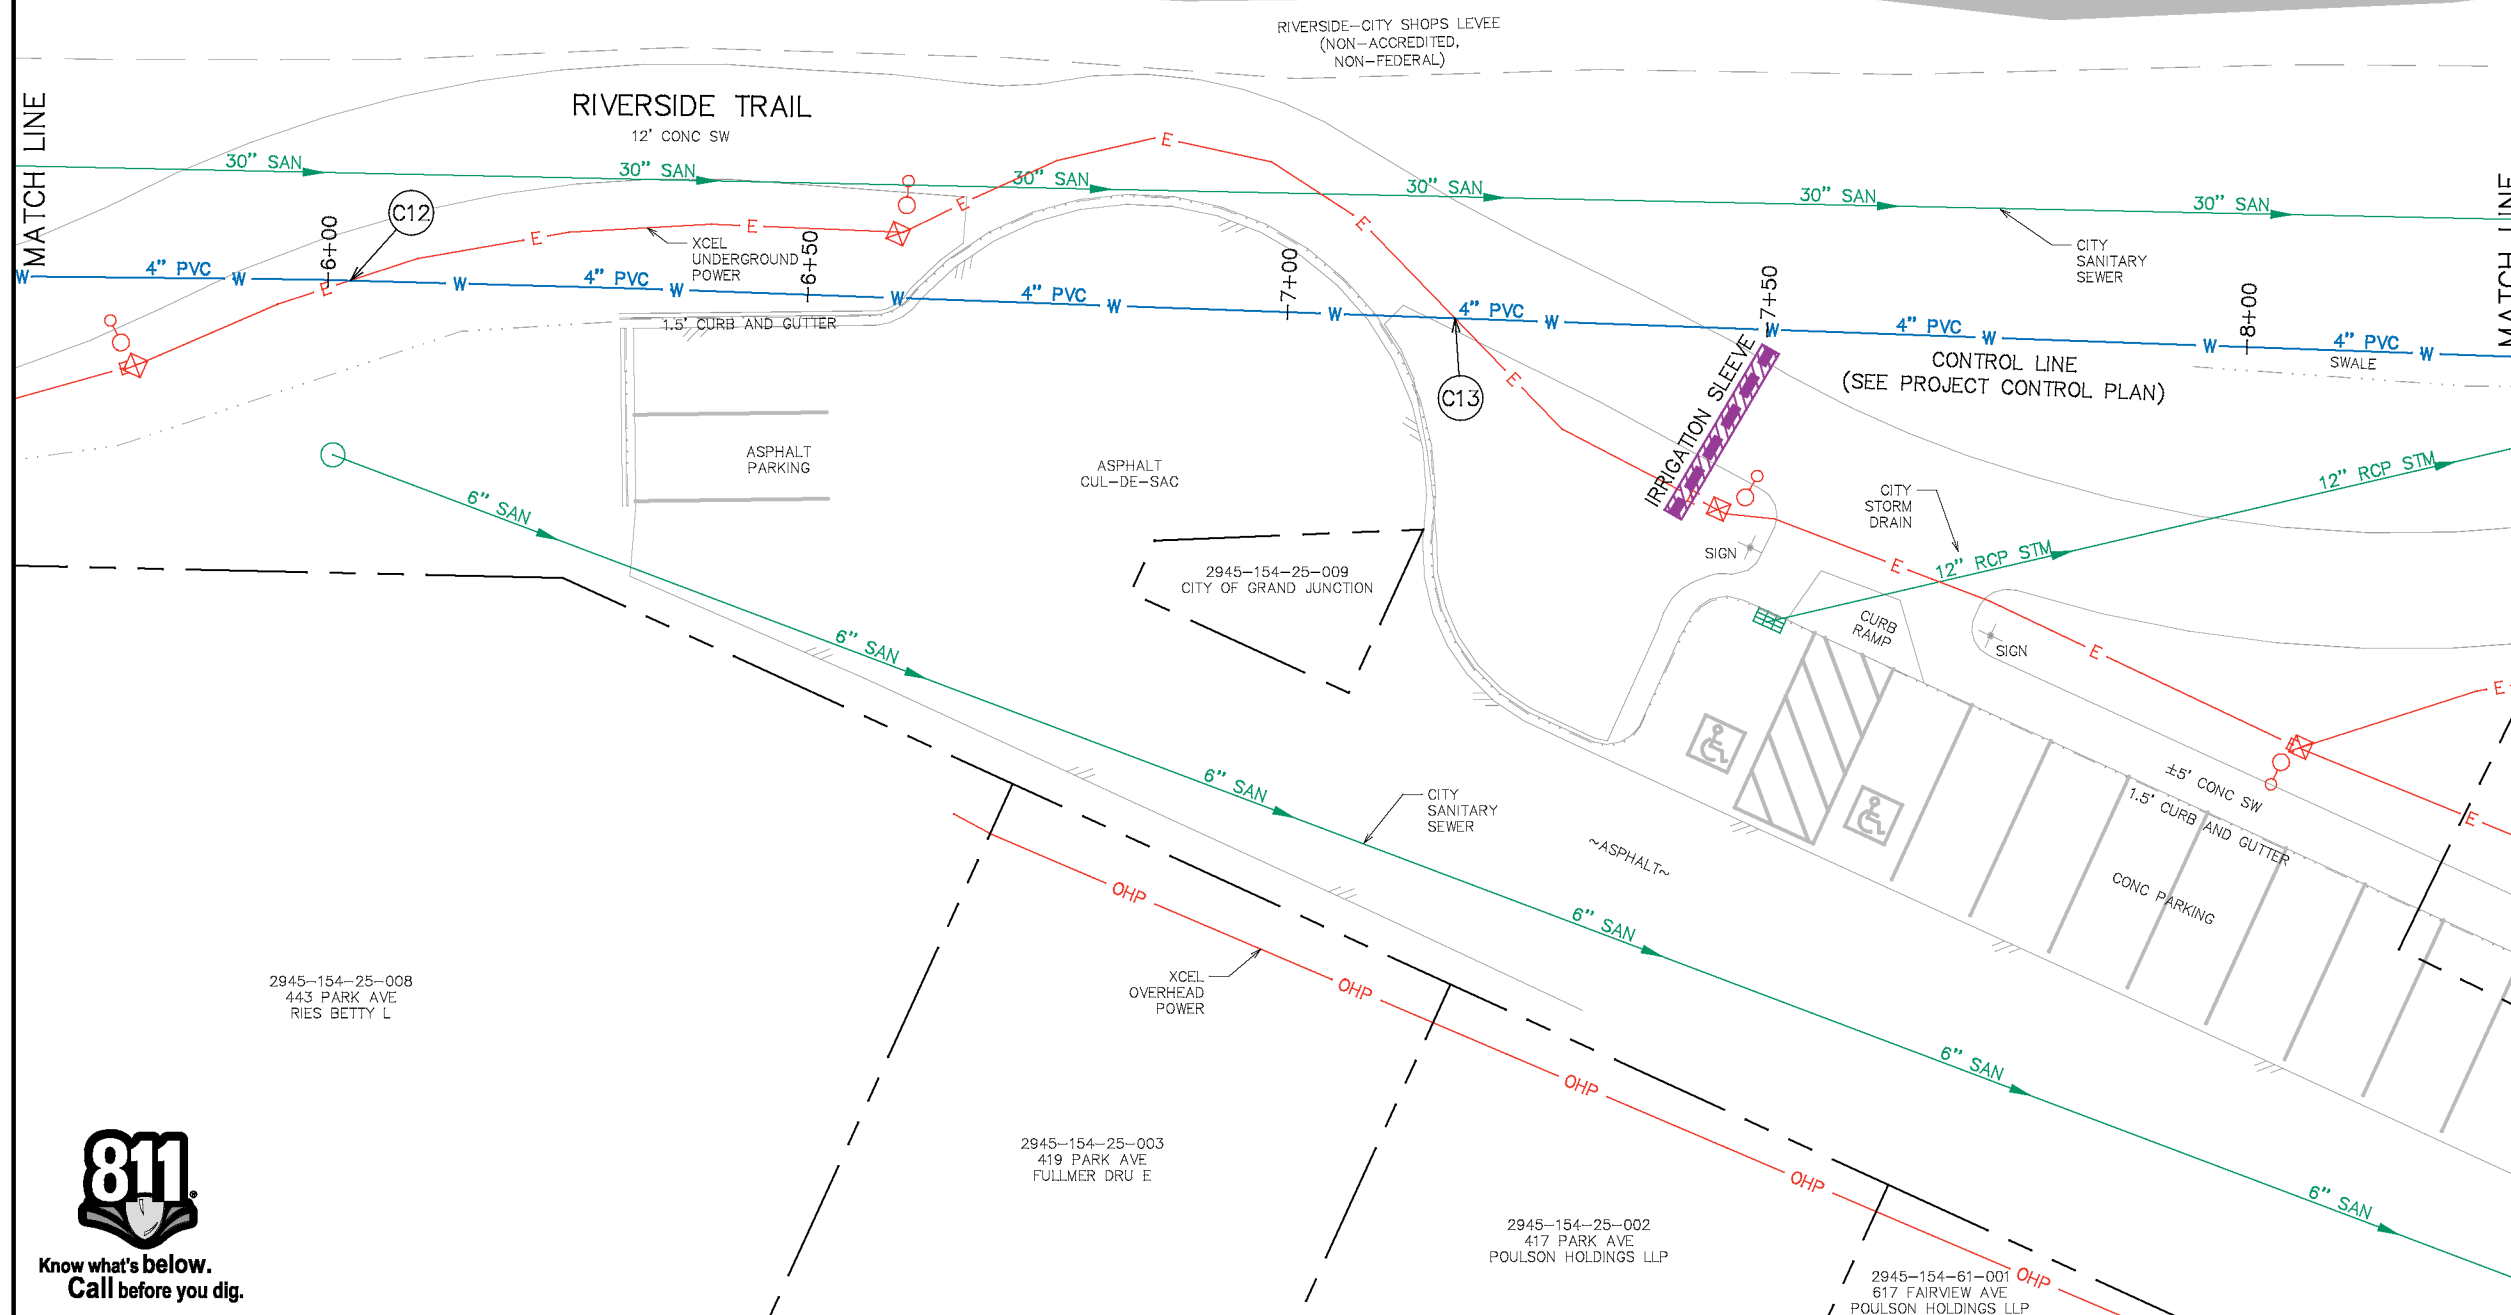 RIVERSIDE-CITY SHOPS LEVEE
(NON-ACCREDITED,
NON-FEDERAL)
MATCH LINE
RIVERSIDE TRAIL
12' CONC SW
30" SAN
30" SAN
30" SAN
30" SAN
30" SAN
30" SAN
E
E
E
E
E
E
E
E
E
E
E
C12
6+00
6+50
7+00
7+50
8+00
XCEL
UNDERGROUND
POWER
CITY
SANITARY
SEWER
MATCH LINE
W 4" PVC W
W 4" PVC W
W 4" PVC W
W 4" PVC W
W 4" PVC W
W 4" PVC W
1.5' CURB AND GUTTER
C13
IRRIGATION SLEEVE
CONTROL LINE
(SEE PROJECT CONTROL PLAN)
SWALE
ASPHALT
PARKING
ASPHALT
CUL-DE-SAC
12" RCP STM
12" RCP STM
CITY
STORM
DRAIN
SIGN
SIGN
CURB
RAMP
2945-154-25-009
CITY OF GRAND JUNCTION
6" SAN
6" SAN
6" SAN
6" SAN
6" SAN
6" SAN
CITY
SANITARY
SEWER
~ASPHALT~
±5' CONC SW
1.5' CURB AND GUTTER
CONC PARKING
OHP
OHP
OHP
OHP
OHP
XCEL
OVERHEAD
POWER
2945-154-25-008
443 PARK AVE
RIES BETTY L
2945-154-25-003
419 PARK AVE
FULLMER DRU E
2945-154-25-002
417 PARK AVE
POULSON HOLDINGS LLP
2945-154-61-001
617 FAIRVIEW AVE
POULSON HOLDINGS LLP
811®
Know what's below.
Call before you dig.